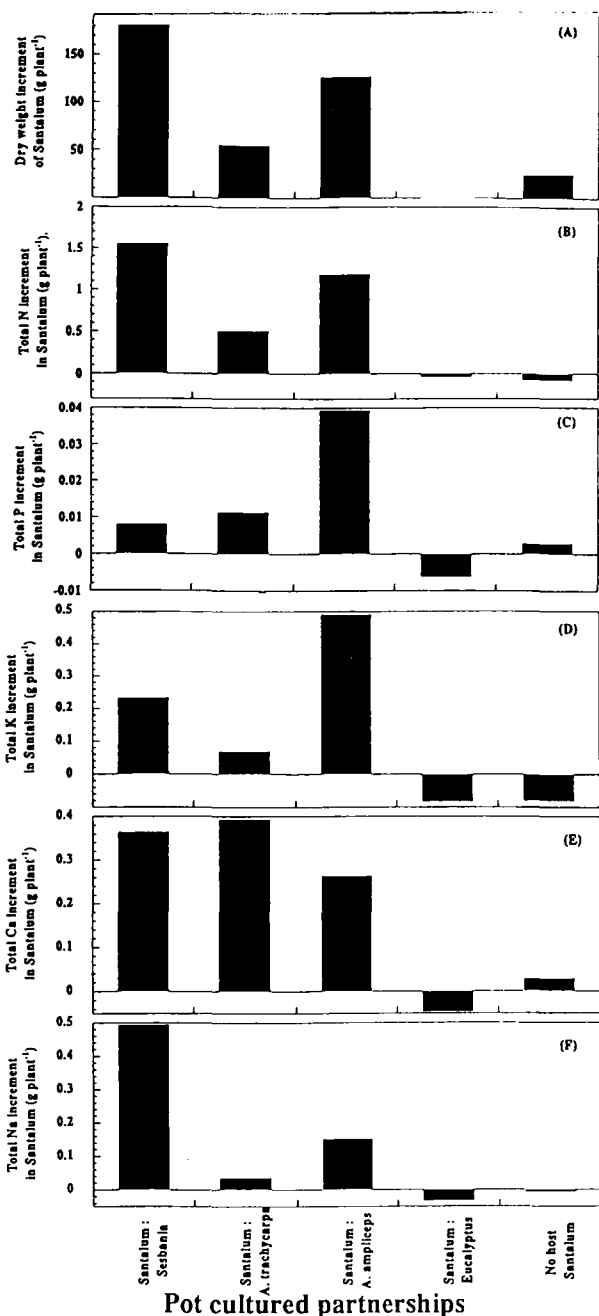 Dry weight increment
of Santalum (g plant⁻¹)
150
100
50
(A)
Total N increment
in Santalum (g plant⁻¹).
2
1.5
1
0.5
0
(B)
Total P increment
in Santalum (g plant⁻¹)
0.04
0.03
0.02
0.01
0
-0.01
(C)
Total K increment
in Santalum (g plant⁻¹)
0.5
0.4
0.3
0.2
0.1
0
(D)
Total Ca increment
in Santalum (g plant⁻¹)
0.4
0.3
0.2
0.1
0
(E)
Total Na increment
in Santalum (g plant⁻¹)
0.5
0.4
0.3
0.2
0.1
0
(F)
Santalum :
Sesbania
Santalum :
A. trachycarpa
Santalum :
A. ampliceps
Santalum :
Eucalyptus
No host
Santalum
Pot cultured partnerships